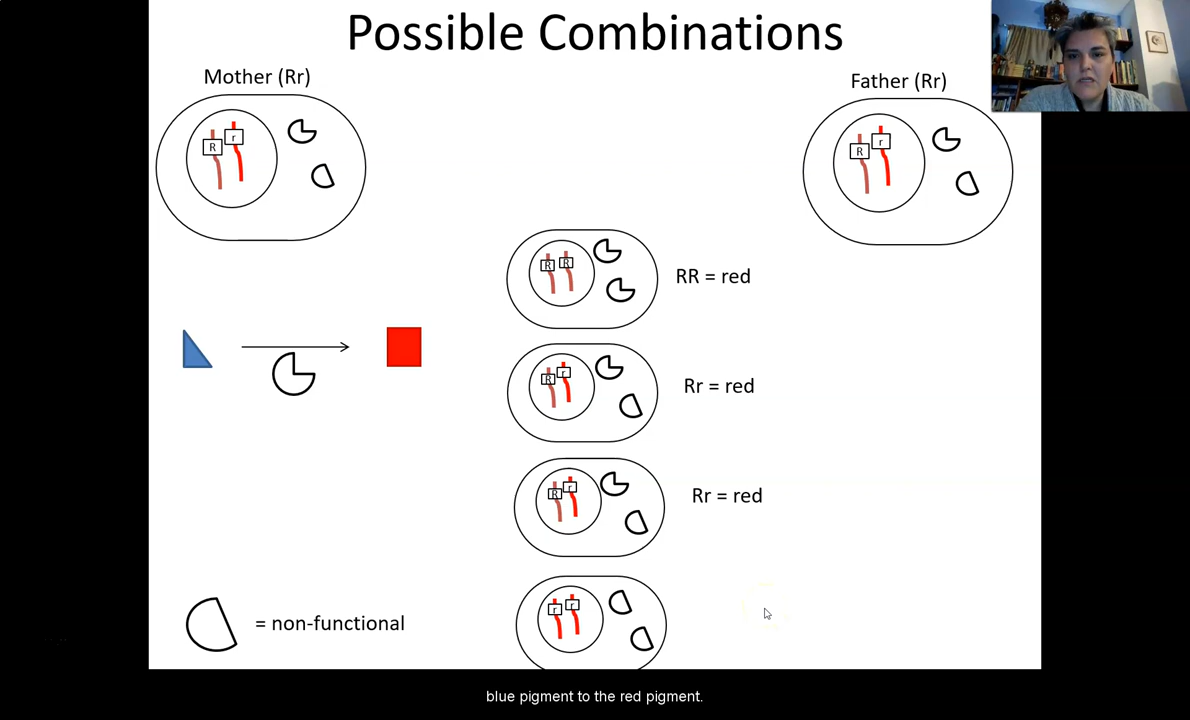 Possible Combinations
Mother (Rr)
Father (Rr)
R r
R r
R R
RR = red
R r
Rr = red
R r
Rr = red
r r
= non-functional
blue pigment to the red pigment.